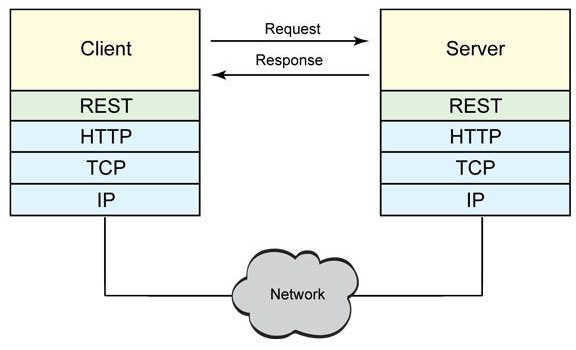 Client
Request
Response
Server
REST
HTTP
TCP
IP
REST
HTTP
TCP
IP
Network